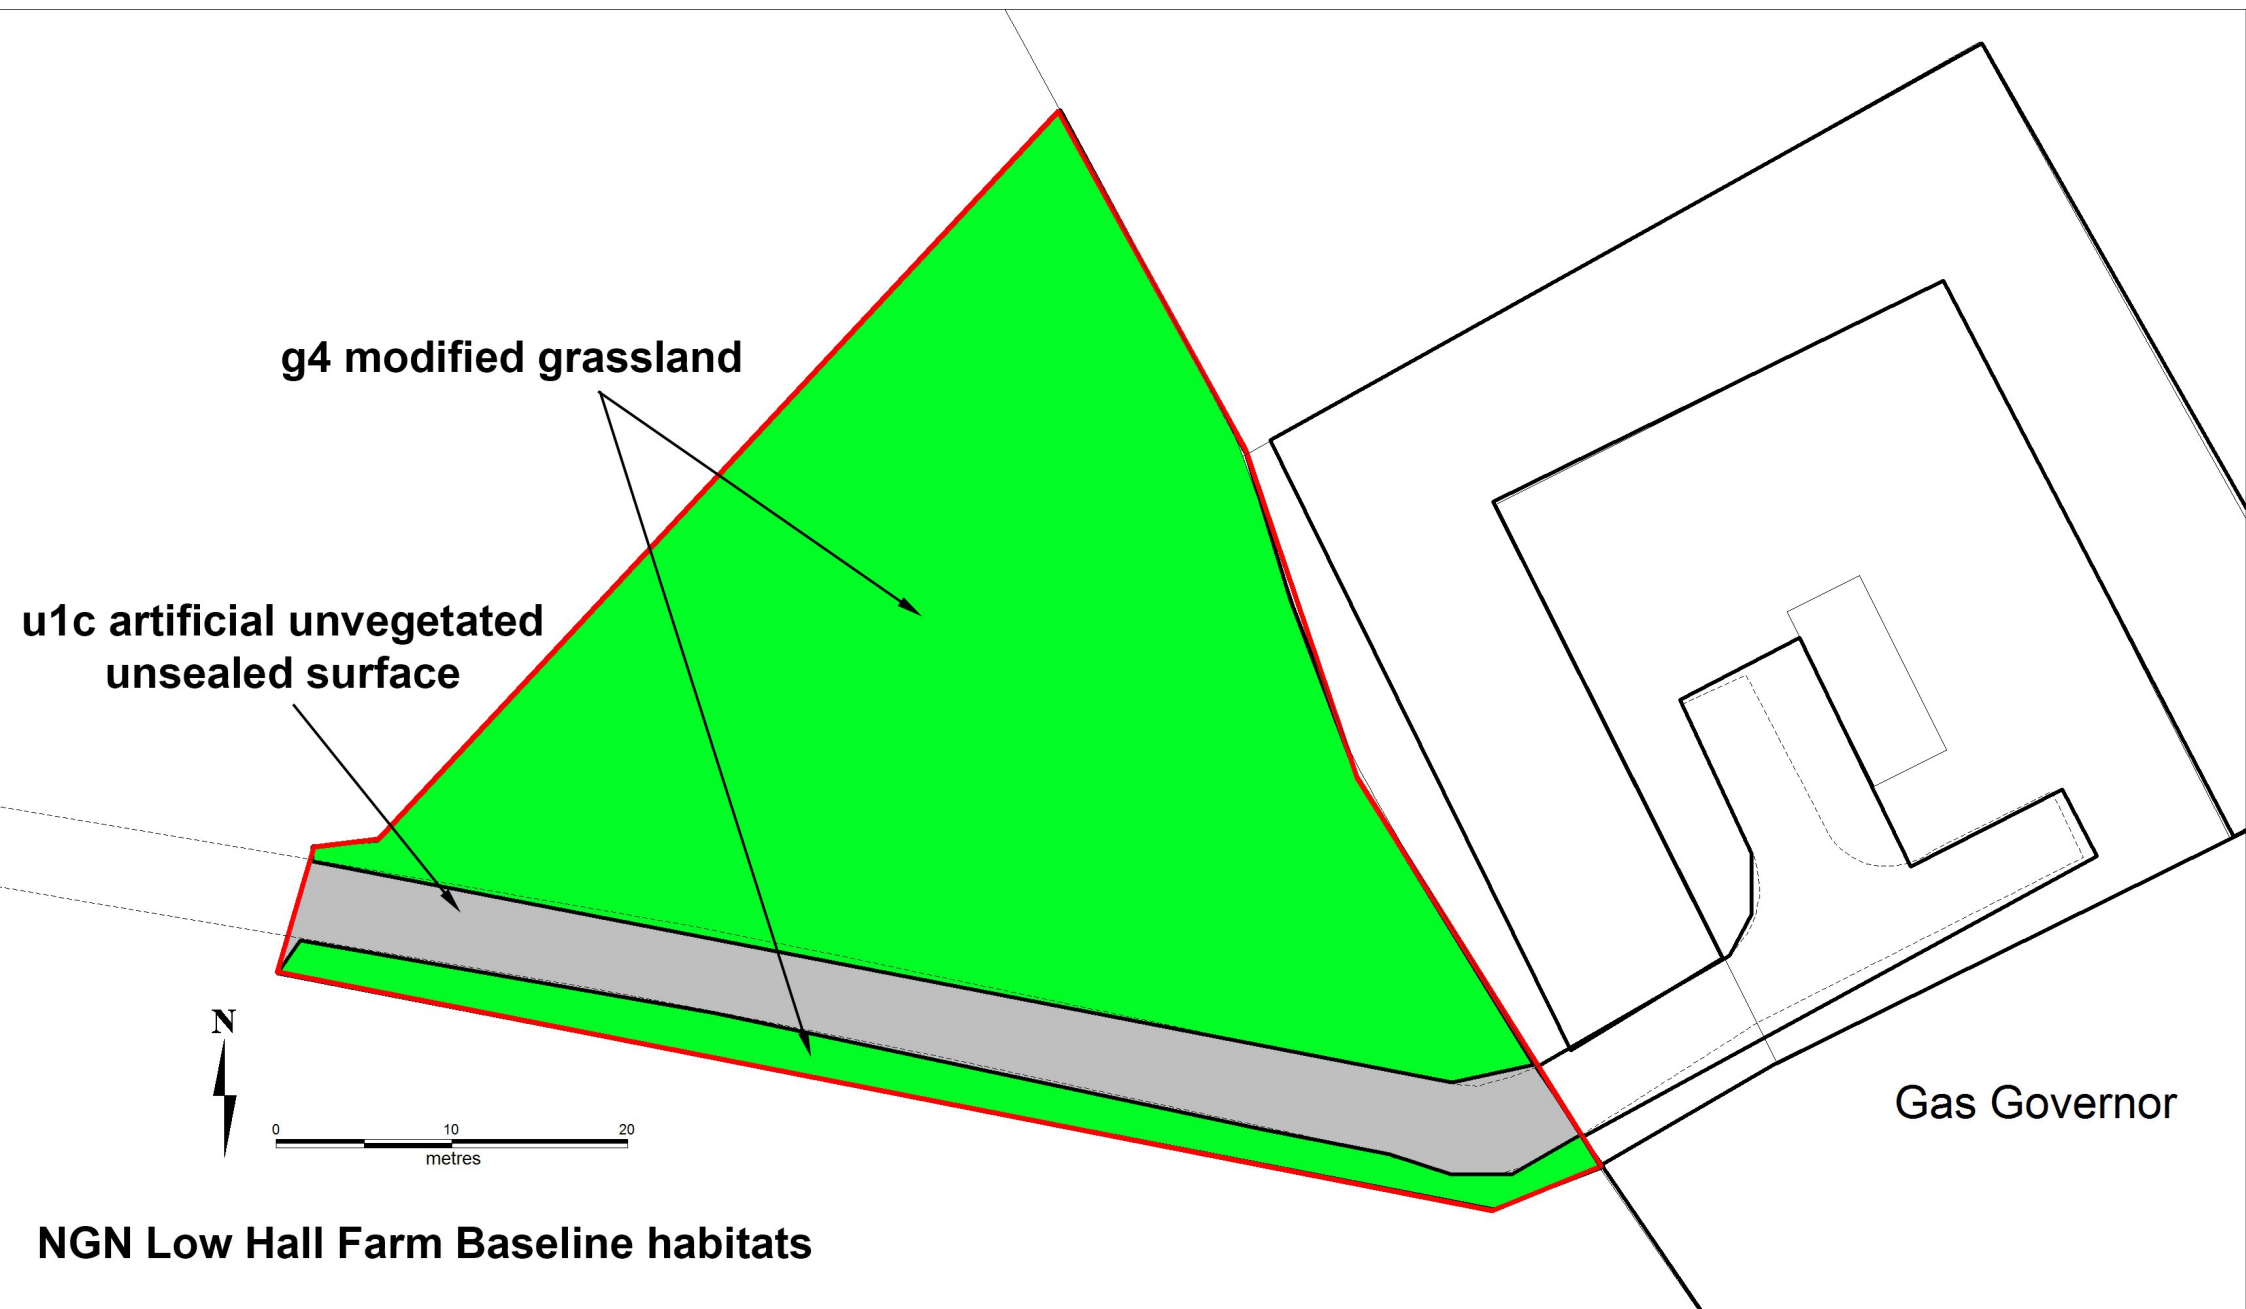 g4 modified grassland
u1c artificial unvegetated
unsealed surface
N
0 10 20
metres
Gas Governor
NGN Low Hall Farm Baseline habitats